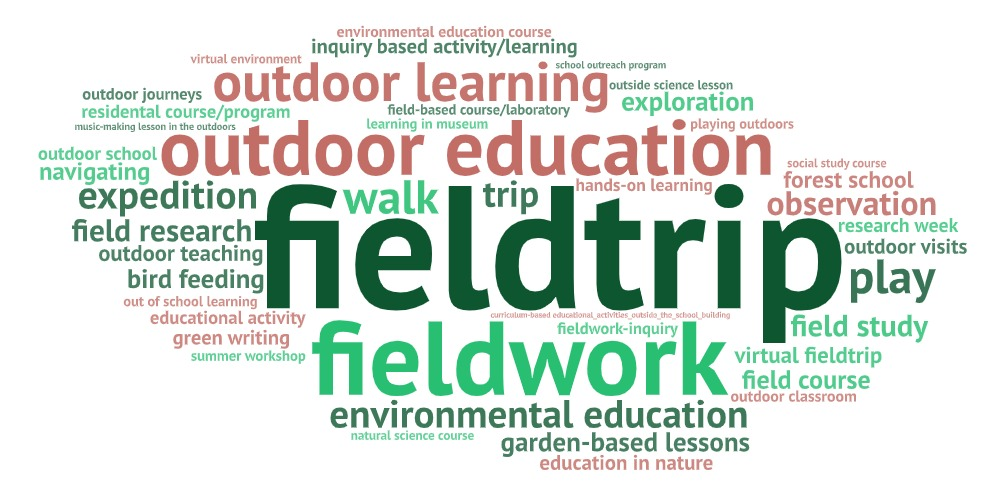 environmental education course
inquiry based activity/learning
virtual environment
school outreach program
outdoor learning
outside science lesson
outdoor journeys
exploration
residental course/program
field-based course/laboratory
music-making lesson in the outdoors
learning in museum
playing outdoors
outdoor education
outdoor school
social study course
navigating
hands-on learning
forest school
expedition
walk
trip
observation
fieldtrip
research week
field research
outdoor visits
outdoor teaching
bird feeding
play
out of school learning
curriculum-based educational_activities_outside_the_school_building
educational activity
fieldwork-inquiry
field study
green writing
fieldwork
summer workshop
virtual fieldtrip
field course
outdoor classroom
environmental education
natural science course
garden-based lessons
education in nature